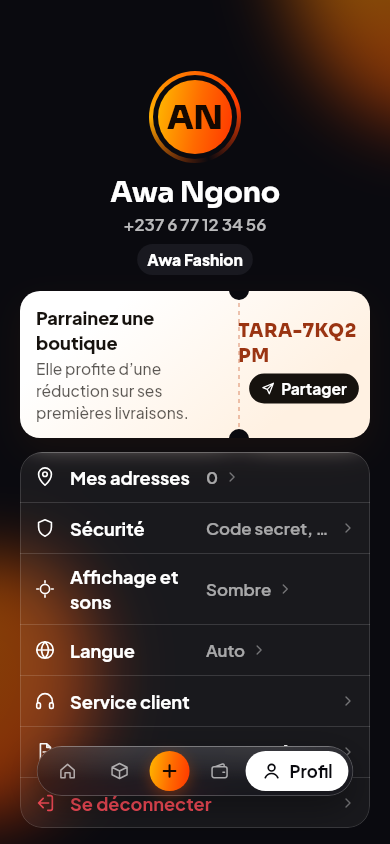 AN
Awa Ngono
+237 6 77 12 34 56
Awa Fashion
Parrainez une
boutique
Elle profite d’une
réduction sur ses
premières livraisons.
TARA-7KQ2
PM
Partager
Mes adresses 0
Sécurité Code secret, …
Affichage et
sons Sombre
Langue Auto
Service client
Profil
Se déconnecter